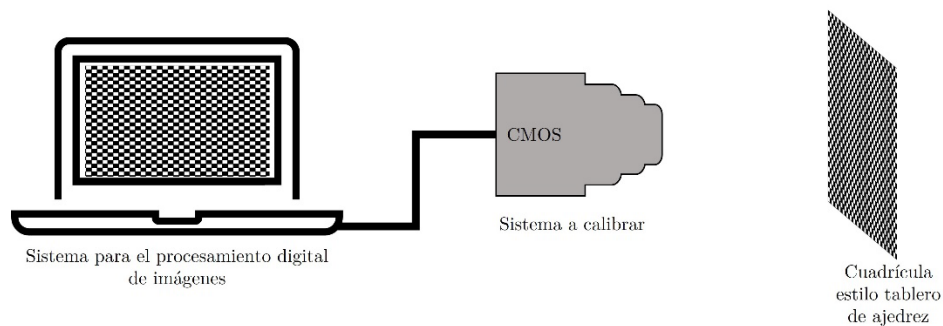 CMOS
Sistema a calibrar
Sistema para el procesamiento digital
de imágenes
Cuadrícula
estilo tablero
de ajedrez